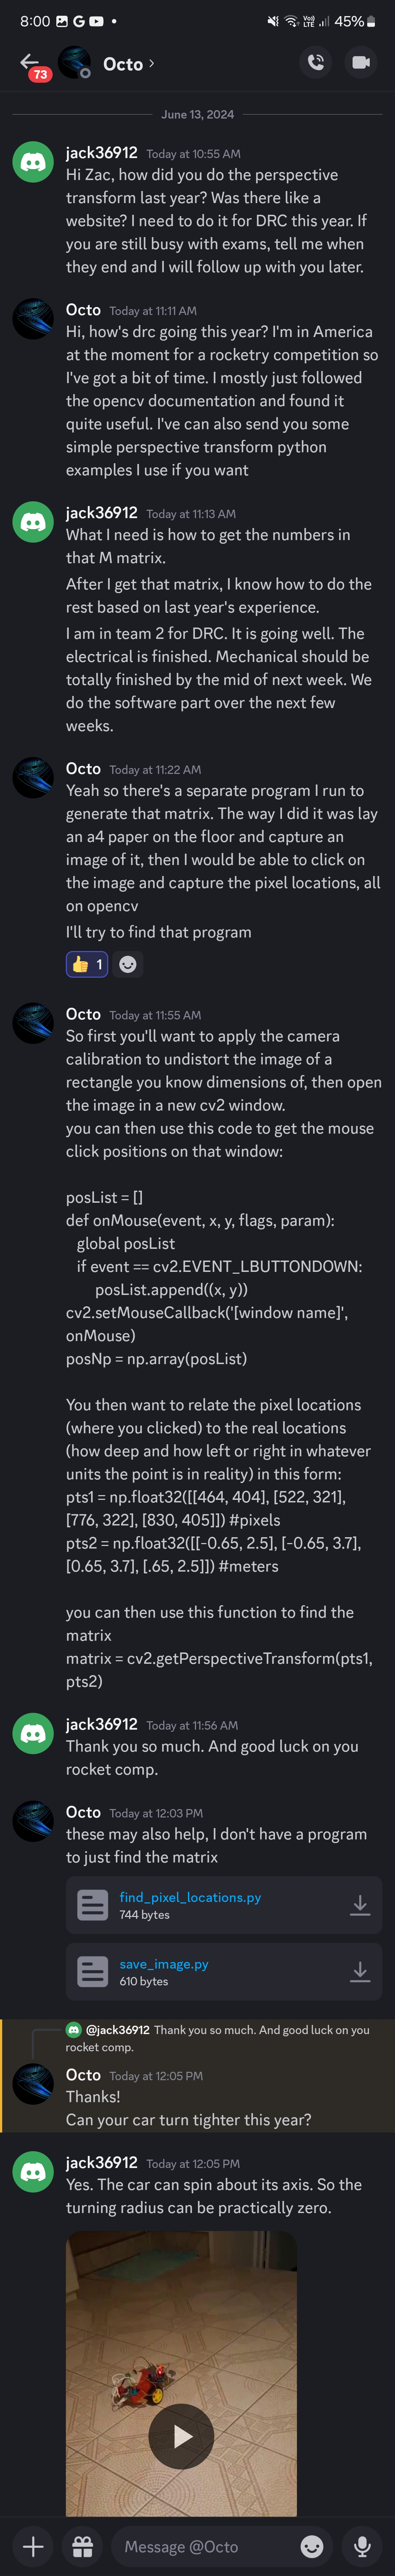 8:00
Vo))
LTE
45%
73
Octo
June 13, 2024
jack36912 Today at 10:55 AM
Hi Zac, how did you do the perspective
transform last year? Was there like a
website? I need to do it for DRC this year. If
you are still busy with exams, tell me when
they end and I will follow up with you later.
Octo Today at 11:11 AM
Hi, how's drc going this year? I'm in America
at the moment for a rocketry competition so
I've got a bit of time. I mostly just followed
the opencv documentation and found it
quite useful. I've can also send you some
simple perspective transform python
examples I use if you want
jack36912 Today at 11:13 AM
What I need is how to get the numbers in
that M matrix.
After I get that matrix, I know how to do the
rest based on last year's experience.
I am in team 2 for DRC. It is going well. The
electrical is finished. Mechanical should be
totally finished by the mid of next week. We
do the software part over the next few
weeks.
Octo Today at 11:22 AM
Yeah so there's a separate program I run to
generate that matrix. The way I did it was lay
an a4 paper on the floor and capture an
image of it, then I would be able to click on
the image and capture the pixel locations, all
on opencv
I'll try to find that program
👍 1
Octo Today at 11:55 AM
So first you'll want to apply the camera
calibration to undistort the image of a
rectangle you know dimensions of, then open
the image in a new cv2 window.
you can then use this code to get the mouse
click positions on that window:
posList = []
def onMouse(event, x, y, flags, param):
global posList
if event == cv2.EVENT_LBUTTONDOWN:
posList.append((x, y))
cv2.setMouseCallback('[window name]',
onMouse)
posNp = np.array(posList)
You then want to relate the pixel locations
(where you clicked) to the real locations
(how deep and how left or right in whatever
units the point is in reality) in this form:
pts1 = np.float32([[464, 404], [522, 321],
[776, 322], [830, 405]]) #pixels
pts2 = np.float32([[-0.65, 2.5], [-0.65, 3.7],
[0.65, 3.7], [.65, 2.5]]) #meters
you can then use this function to find the
matrix
matrix = cv2.getPerspectiveTransform(pts1,
pts2)
jack36912 Today at 11:56 AM
Thank you so much. And good luck on you
rocket comp.
Octo Today at 12:03 PM
these may also help, I don't have a program
to just find the matrix
find_pixel_locations.py
744 bytes
save_image.py
610 bytes
@jack36912 Thank you so much. And good luck on you
rocket comp.
Octo Today at 12:05 PM
Thanks!
Can your car turn tighter this year?
jack36912 Today at 12:05 PM
Yes. The car can spin about its axis. So the
turning radius can be practically zero.
Message @Octo